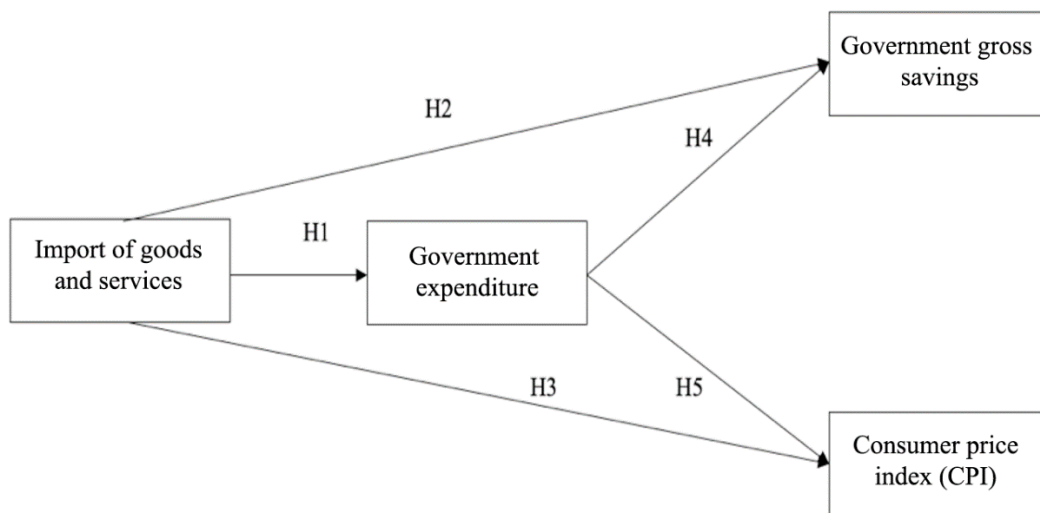 Government gross
savings
H2
H4
H1
Import of goods
and services
Government
expenditure
H3
H5
Consumer price
index (CPI)